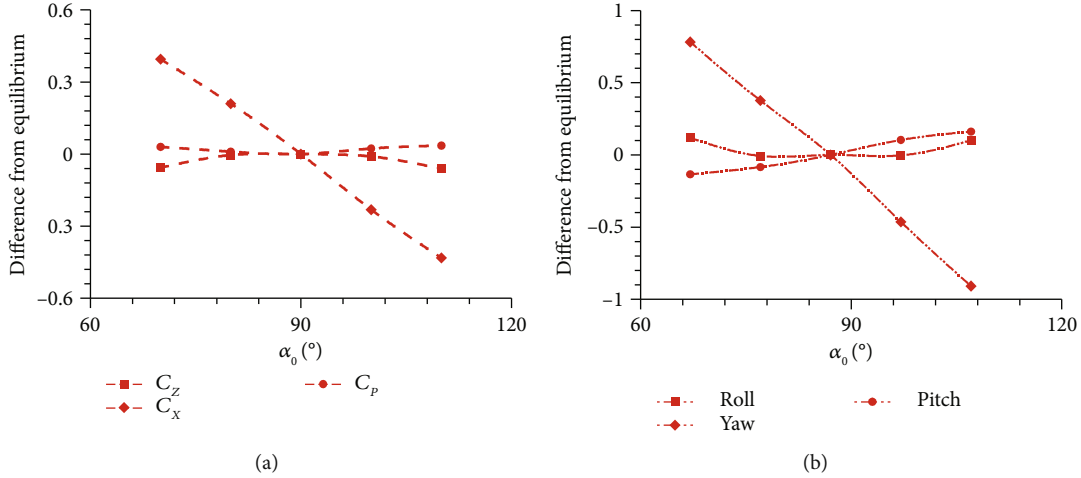 Difference from equilibrium
0.6
0.3
0
0.3
–0.6
60
90
120
α0 (°)
CZ
CX
CP
(a)
Difference from equilibrium
1
0.5
0
–0.5
–1
60
90
120
α0 (°)
Roll
Yaw
Pitch
(b)